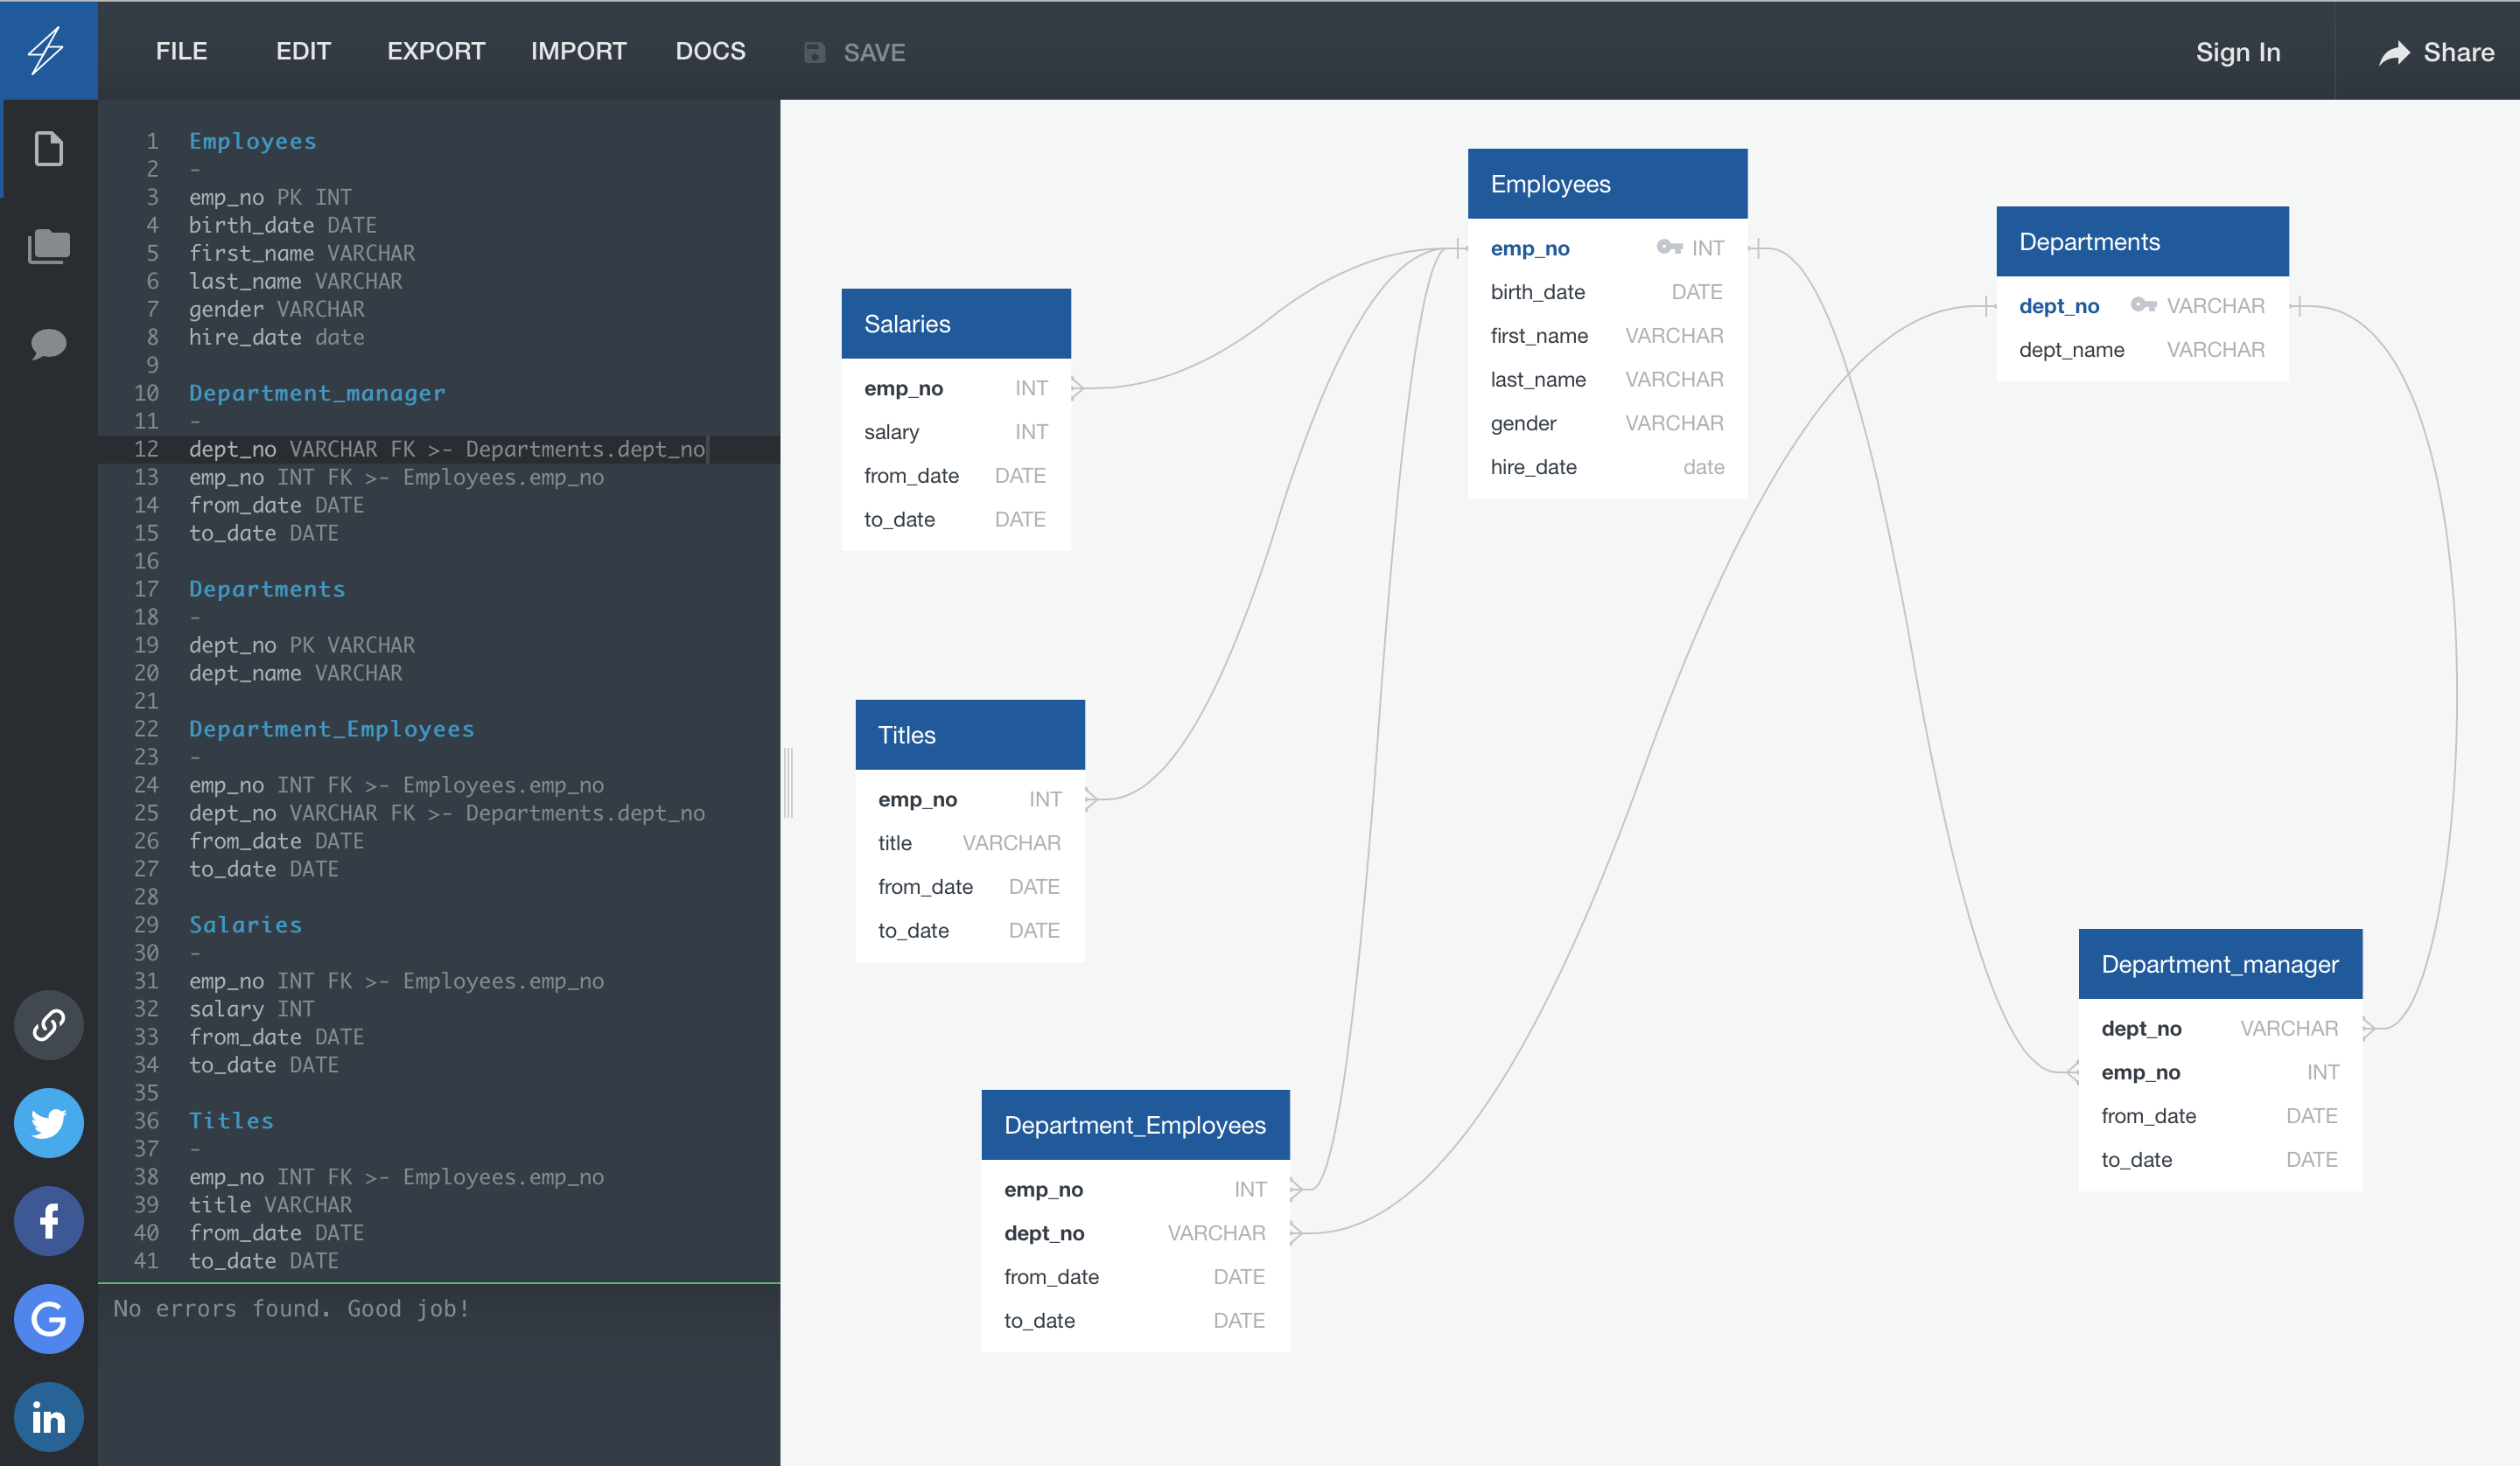 FILE EDIT EXPORT IMPORT DOCS SAVE Sign In Share
1 Employees
2 -
3 emp_no PK INT
4 birth_date DATE
5 first_name VARCHAR
6 last_name VARCHAR
7 gender VARCHAR
8 hire_date date
9
10 Department_manager
11 -
12 dept_no VARCHAR FK >- Departments.dept_no
13 emp_no INT FK >- Employees.emp_no
14 from_date DATE
15 to_date DATE
16
17 Departments
18 -
19 dept_no PK VARCHAR
20 dept_name VARCHAR
21
22 Department_Employees
23 -
24 emp_no INT FK >- Employees.emp_no
25 dept_no VARCHAR FK >- Departments.dept_no
26 from_date DATE
27 to_date DATE
28
29 Salaries
30 -
31 emp_no INT FK >- Employees.emp_no
32 salary INT
33 from_date DATE
34 to_date DATE
35
36 Titles
37 -
38 emp_no INT FK >- Employees.emp_no
39 title VARCHAR
40 from_date DATE
41 to_date DATE
No errors found. Good job!
Employees
emp_no INT
birth_date DATE
first_name VARCHAR
last_name VARCHAR
gender VARCHAR
hire_date date
Departments
dept_no VARCHAR
dept_name VARCHAR
Salaries
emp_no INT
salary INT
from_date DATE
to_date DATE
Titles
emp_no INT
title VARCHAR
from_date DATE
to_date DATE
Department_manager
dept_no VARCHAR
emp_no INT
from_date DATE
to_date DATE
Department_Employees
emp_no INT
dept_no VARCHAR
from_date DATE
to_date DATE
f
G
in